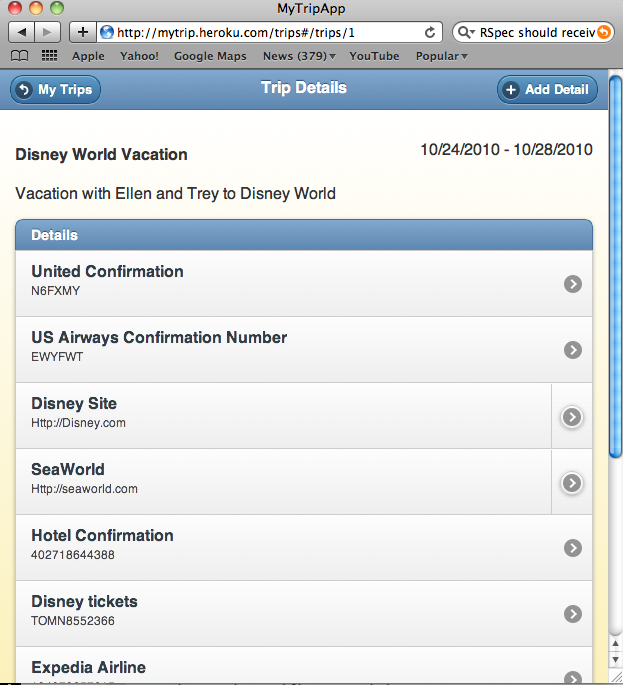 MyTripApp
http://mytrip.heroku.com/trips#/trips/1
RSpec should receiv
Apple Yahoo! Google Maps News (379) YouTube Popular
My Trips
Trip Details
Add Detail
Disney World Vacation
10/24/2010 - 10/28/2010
Vacation with Ellen and Trey to Disney World
Details
United Confirmation
N6FXMY
US Airways Confirmation Number
EWYFWT
Disney Site
Http://Disney.com
SeaWorld
Http://seaworld.com
Hotel Confirmation
402718644388
Disney tickets
TOMN8552366
Expedia Airline